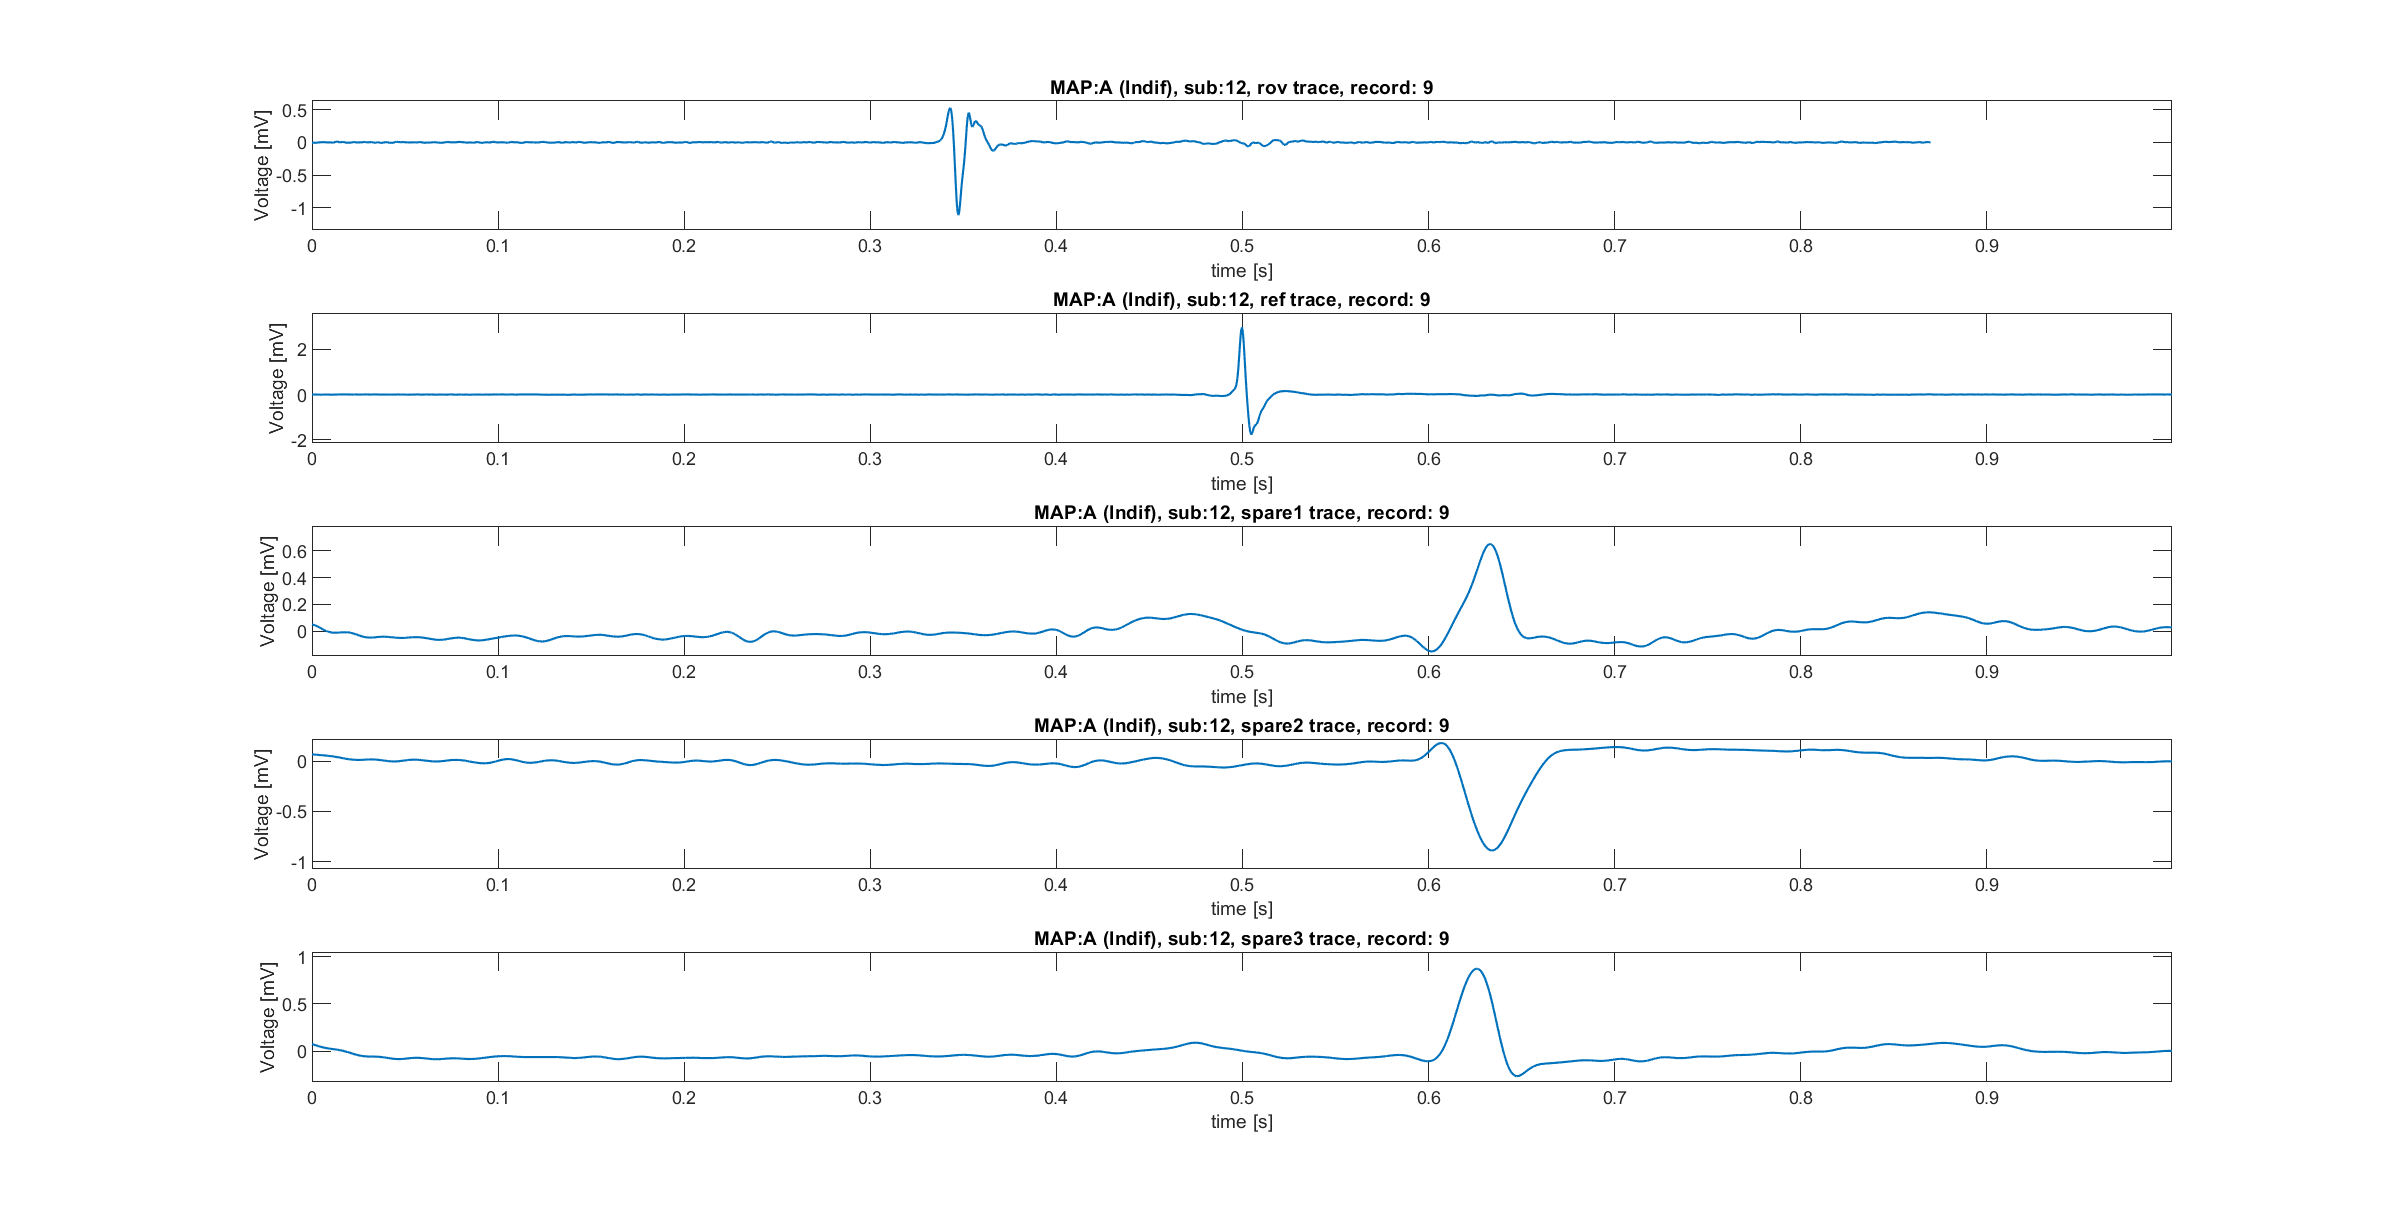 MAP:A (Indif), sub:12, rov trace, record: 9
Voltage [mV]
0.5
0
-0.5
-1
0 0.1 0.2 0.3 0.4 0.5 0.6 0.7 0.8 0.9
time [s]
MAP:A (Indif), sub:12, ref trace, record: 9
Voltage [mV]
2
0
-2
0 0.1 0.2 0.3 0.4 0.5 0.6 0.7 0.8 0.9
time [s]
MAP:A (Indif), sub:12, spare1 trace, record: 9
Voltage [mV]
0.6
0.4
0.2
0
0 0.1 0.2 0.3 0.4 0.5 0.6 0.7 0.8 0.9
time [s]
MAP:A (Indif), sub:12, spare2 trace, record: 9
Voltage [mV]
0
-0.5
-1
0 0.1 0.2 0.3 0.4 0.5 0.6 0.7 0.8 0.9
time [s]
MAP:A (Indif), sub:12, spare3 trace, record: 9
Voltage [mV]
1
0.5
0
0 0.1 0.2 0.3 0.4 0.5 0.6 0.7 0.8 0.9
time [s]